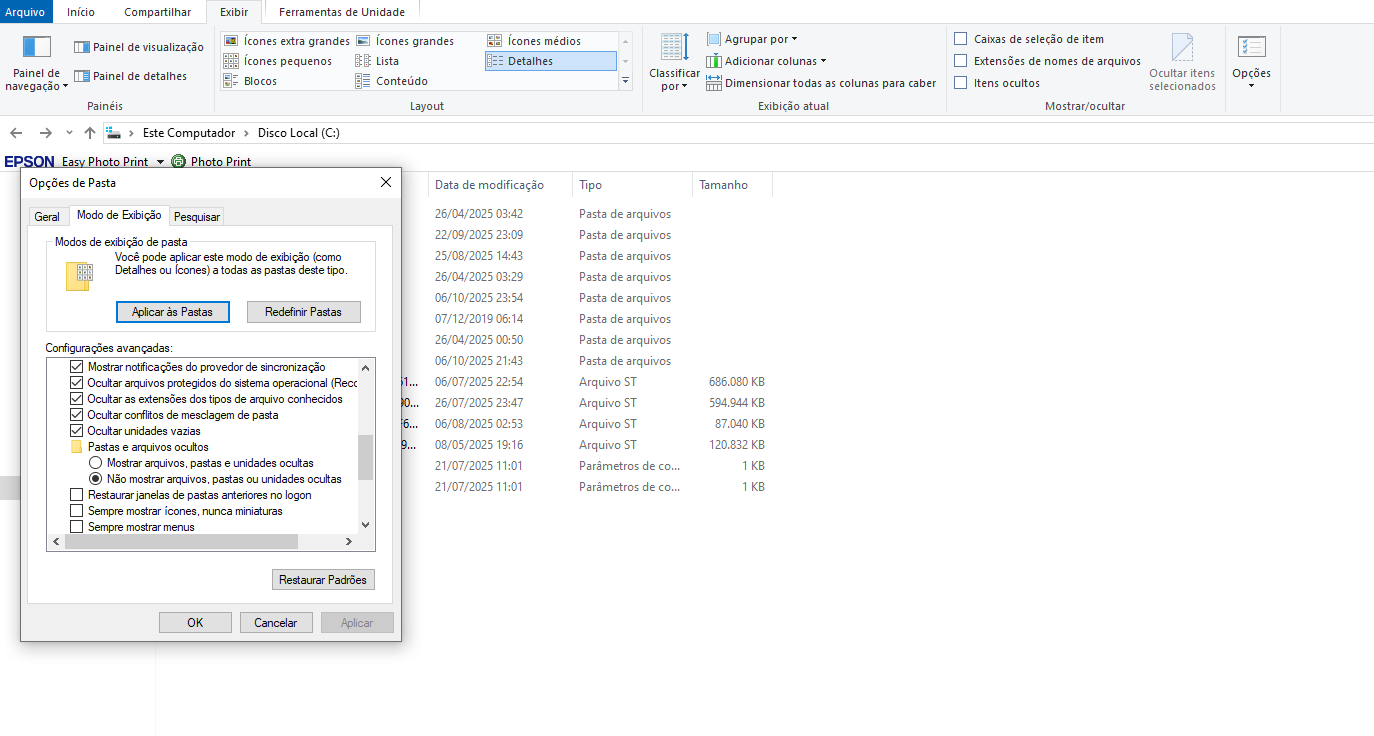 Arquivo Início Compartilhar Exibir Ferramentas de Unidade
Painel de navegação
Painel de visualização
Painel de detalhes
Painéis
Ícones extra grandes Ícones grandes Ícones médios
Ícones pequenos Lista Detalhes
Blocos Conteúdo
Layout
Classificar por
Agrupar por
Adicionar colunas
Dimensionar todas as colunas para caber
Exibição atual
Caixas de seleção de item
Extensões de nomes de arquivos
Itens ocultos
Ocultar itens selecionados
Mostrar/ocultar
Opções
Este Computador Disco Local (C:)
EPSON Easy Photo Print Photo Print
Opções de Pasta
Geral Modo de Exibição Pesquisar
Modos de exibição de pasta
Você pode aplicar este modo de exibição (como
Detalhes ou Ícones) a todas as pastas deste tipo.
Aplicar às Pastas Redefinir Pastas
Configurações avançadas:
Mostrar notificações do provedor de sincronização
Ocultar arquivos protegidos do sistema operacional (Reco
Ocultar as extensões dos tipos de arquivo conhecidos
Ocultar conflitos de mesclagem de pasta
Ocultar unidades vazias
Pastas e arquivos ocultos
Mostrar arquivos, pastas e unidades ocultas
Não mostrar arquivos, pastas ou unidades ocultas
Restaurar janelas de pastas anteriores no logon
Sempre mostrar ícones, nunca miniaturas
Sempre mostrar menus
Restaurar Padrões
OK Cancelar Aplicar
Data de modificação Tipo Tamanho
26/04/2025 03:42 Pasta de arquivos
22/09/2025 23:09 Pasta de arquivos
25/08/2025 14:43 Pasta de arquivos
26/04/2025 03:29 Pasta de arquivos
06/10/2025 23:54 Pasta de arquivos
07/12/2019 06:14 Pasta de arquivos
26/04/2025 00:50 Pasta de arquivos
06/10/2025 21:43 Pasta de arquivos
06/07/2025 22:54 Arquivo ST 686.080 KB
26/07/2025 23:47 Arquivo ST 594.944 KB
06/08/2025 02:53 Arquivo ST 87.040 KB
08/05/2025 19:16 Arquivo ST 120.832 KB
21/07/2025 11:01 Parâmetros de co... 1 KB
21/07/2025 11:01 Parâmetros de co... 1 KB